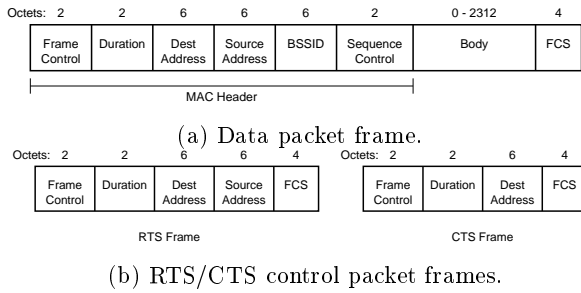 Octets: 2 2 6 6 6 2 0 - 2312 4
Frame Control Duration Dest Address Source Address BSSID Sequence Control Body FCS
MAC Header
(a) Data packet frame.
Octets: 2 2 6 6 4
Frame Control Duration Dest Address Source Address FCS
RTS Frame
Octets: 2 2 6 4
Frame Control Duration Dest Address FCS
CTS Frame
(b) RTS/CTS control packet frames.